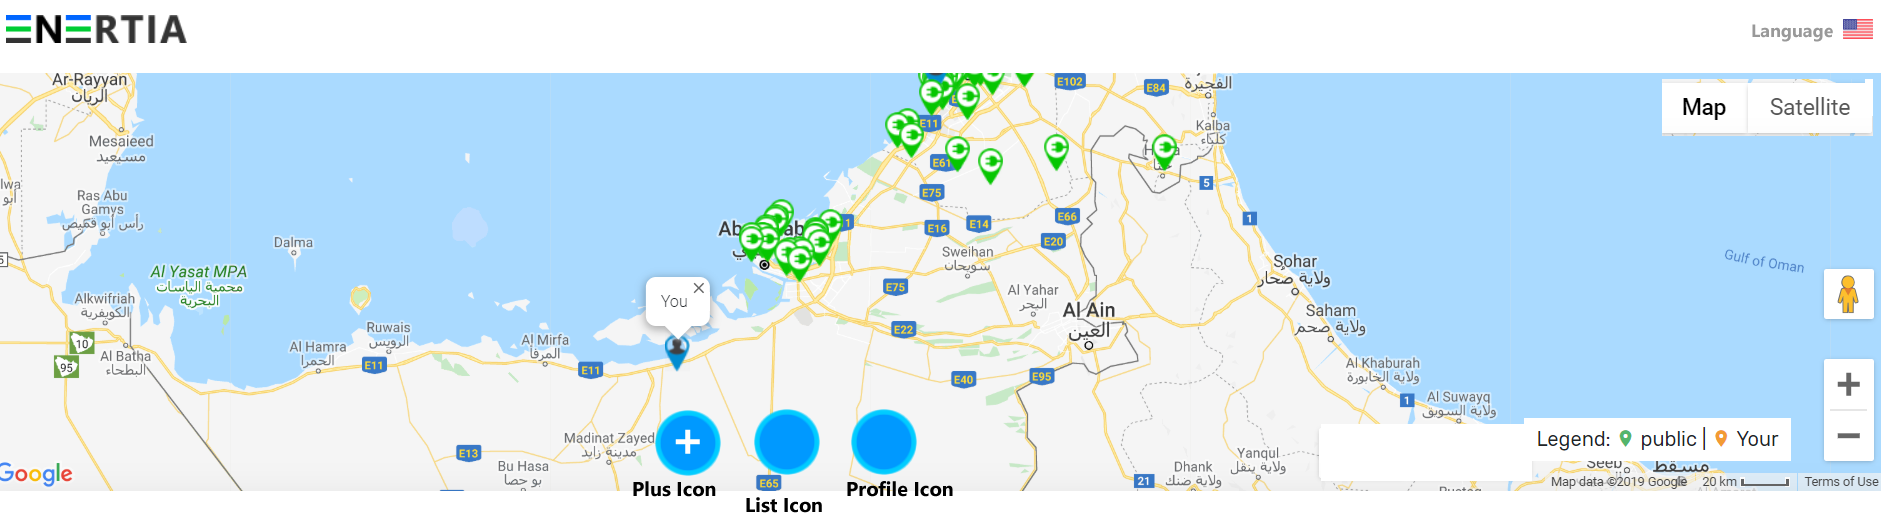 ENERTIA
Language
Ar-Rayyan
الريان
Mesaieed
مسيعيد
Ras Abu
Gamys
رأس أبو قميص
Dalma
Al Yasat MPA
محمية الياسات
البحرية
Alkwifriah
الكويفرية
10
95
Al Batha
البطحاء
Al Hamra
الحمرا
Ruwais
الرويس
E11
Al Mirfa
المرفأ
E11
You
E102
E84
الفجيرة
Kalba
كلباء
E11
E61
E75
5
E16
E14
E66
E20
1
Sweihan
سويحان
E75
Al Yahar
اليحر
Al Ain
العين
E22
E40
E95
Sohar
ولاية صحار
Saham
ولاية صحم
Al Khaburah
ولاية الخابورة
1
Al Suwayq
ولاية السويق
Gulf of Oman
Map
Satellite
Madinat Zayed
مدينة زايد
E13
Bu Hasa
بو حصا
E65
21
Dhank
ولاية ضنك
Yanqul
ولاية ينقل
Legend: public | Your
Seeb
مسقط
Google
Map data ©2019 Google
20 km
Terms of Use
Plus Icon
List Icon
Profile Icon